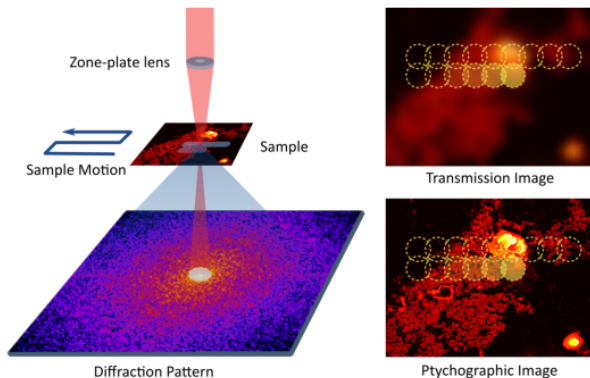 Zone-plate lens
Sample
Sample Motion
Diffraction Pattern
Transmission Image
Ptychographic Image